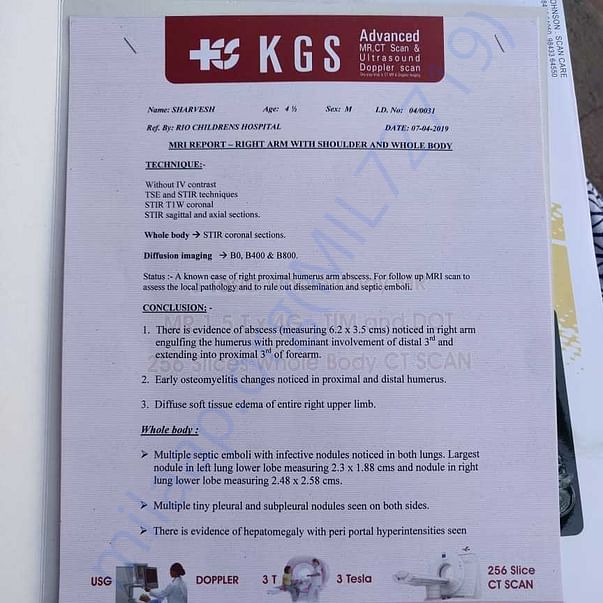 KGS
Advanced
MR,CT Scan &
Ultrasound
Doppler scan
Name: SHARVESH Age: 4 ½ Sex: M I.D. No: 04/0031
Ref. By: RIO CHILDRENS HOSPITAL DATE: 07-04-2019
MRI REPORT – RIGHT ARM WITH SHOULDER AND WHOLE BODY
TECHNIQUE:-
Without IV contrast
TSE and STIR techniques
STIR T1W coronal
STIR sagittal and axial sections.
Whole body → STIR coronal sections.
Diffusion imaging → B0, B400 & B800.
Status :- A known case of right proximal humerus arm abscess. For follow up MRI scan to
assess the local pathology and to rule out dissemination and septic emboli.
CONCLUSION: -
1. There is evidence of abscess (measuring 6.2 x 3.5 cms) noticed in right arm
engulfing the humerus with predominant involvement of distal 3rd and
extending into proximal 3rd of forearm.
256 Slices Whole Body CT SCAN
2. Early osteomyelitis changes noticed in proximal and distal humerus.
3. Diffuse soft tissue edema of entire right upper limb.
Whole body :
➢ Multiple septic emboli with infective nodules noticed in both lungs. Largest
nodule in left lung lower lobe measuring 2.3 x 1.88 cms and nodule in right
lung lower lobe measuring 2.48 x 2.58 cms.
➢ Multiple tiny pleural and subpleural nodules seen on both sides.
➢ There is evidence of hepatomegaly with peri portal hyperintensities seen
USG DOPPLER 3 T 3 Tesla 256 Slice
CT SCAN
JOHNSON SCAN CARE